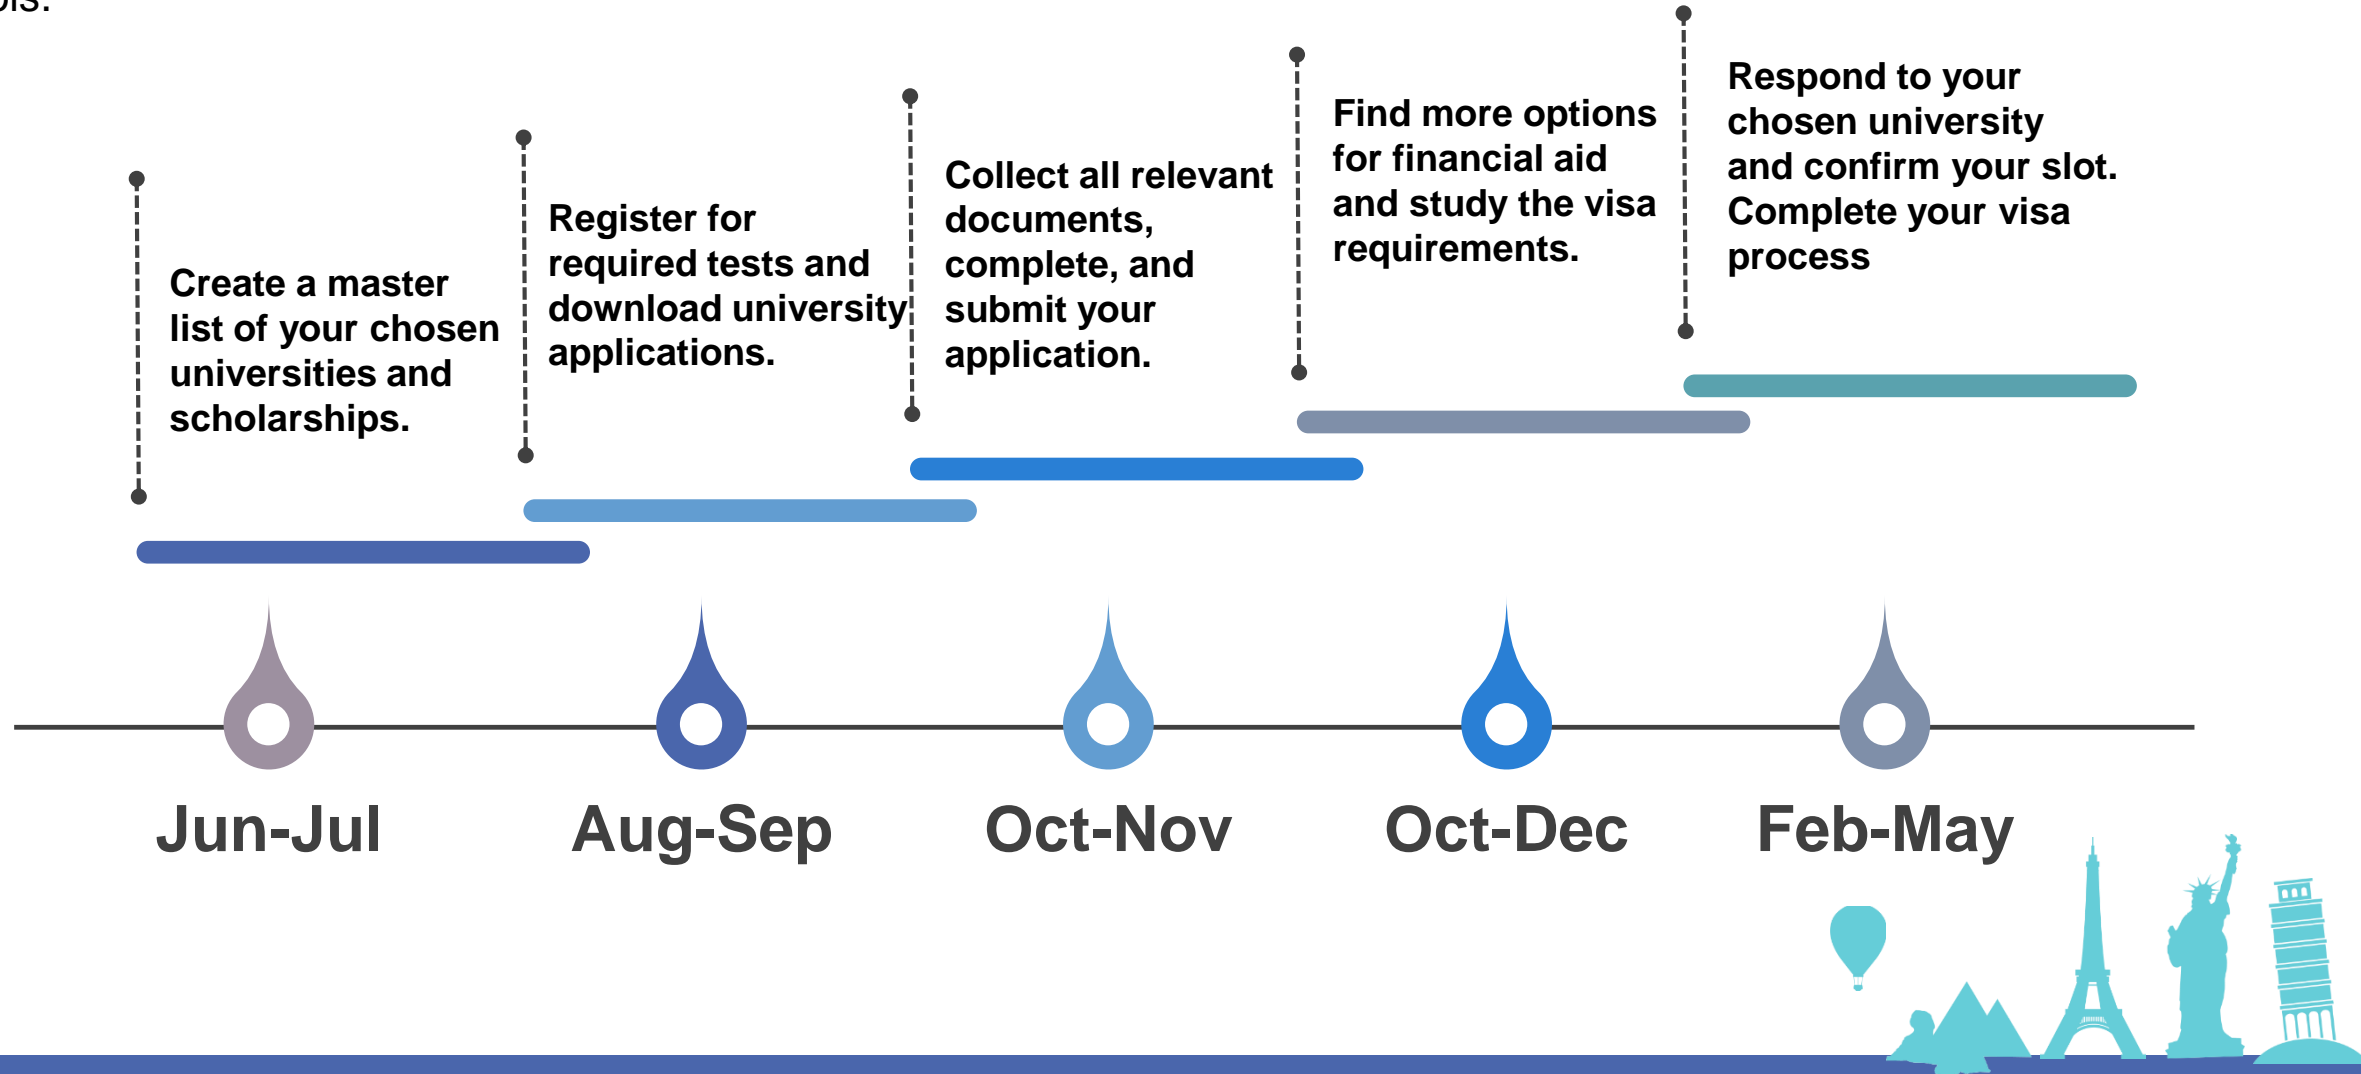 Create a master
list of your chosen
universities and
scholarships.
Register for
required tests and
download university
applications.
Collect all relevant
documents,
complete, and
submit your
application.
Find more options
for financial aid
and study the visa
requirements.
Respond to your
chosen university
and confirm your slot.
Complete your visa
process
Jun-Jul
Aug-Sep
Oct-Nov
Oct-Dec
Feb-May